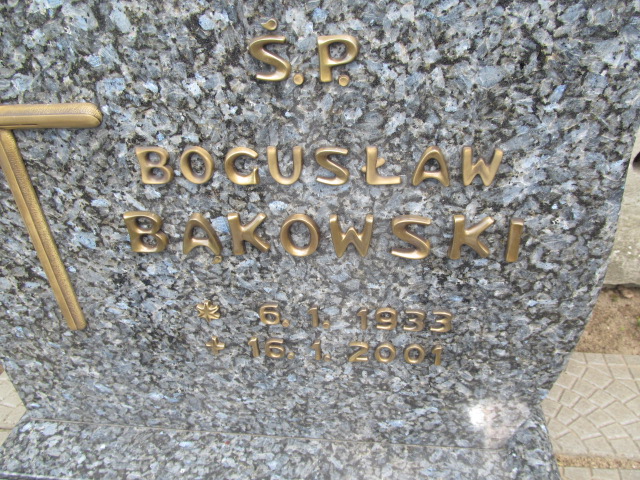 Ś.P.
BOGUSŁAW
BĄKOWSKI
* 6. 1. 1933
✝ 16. 1. 2001